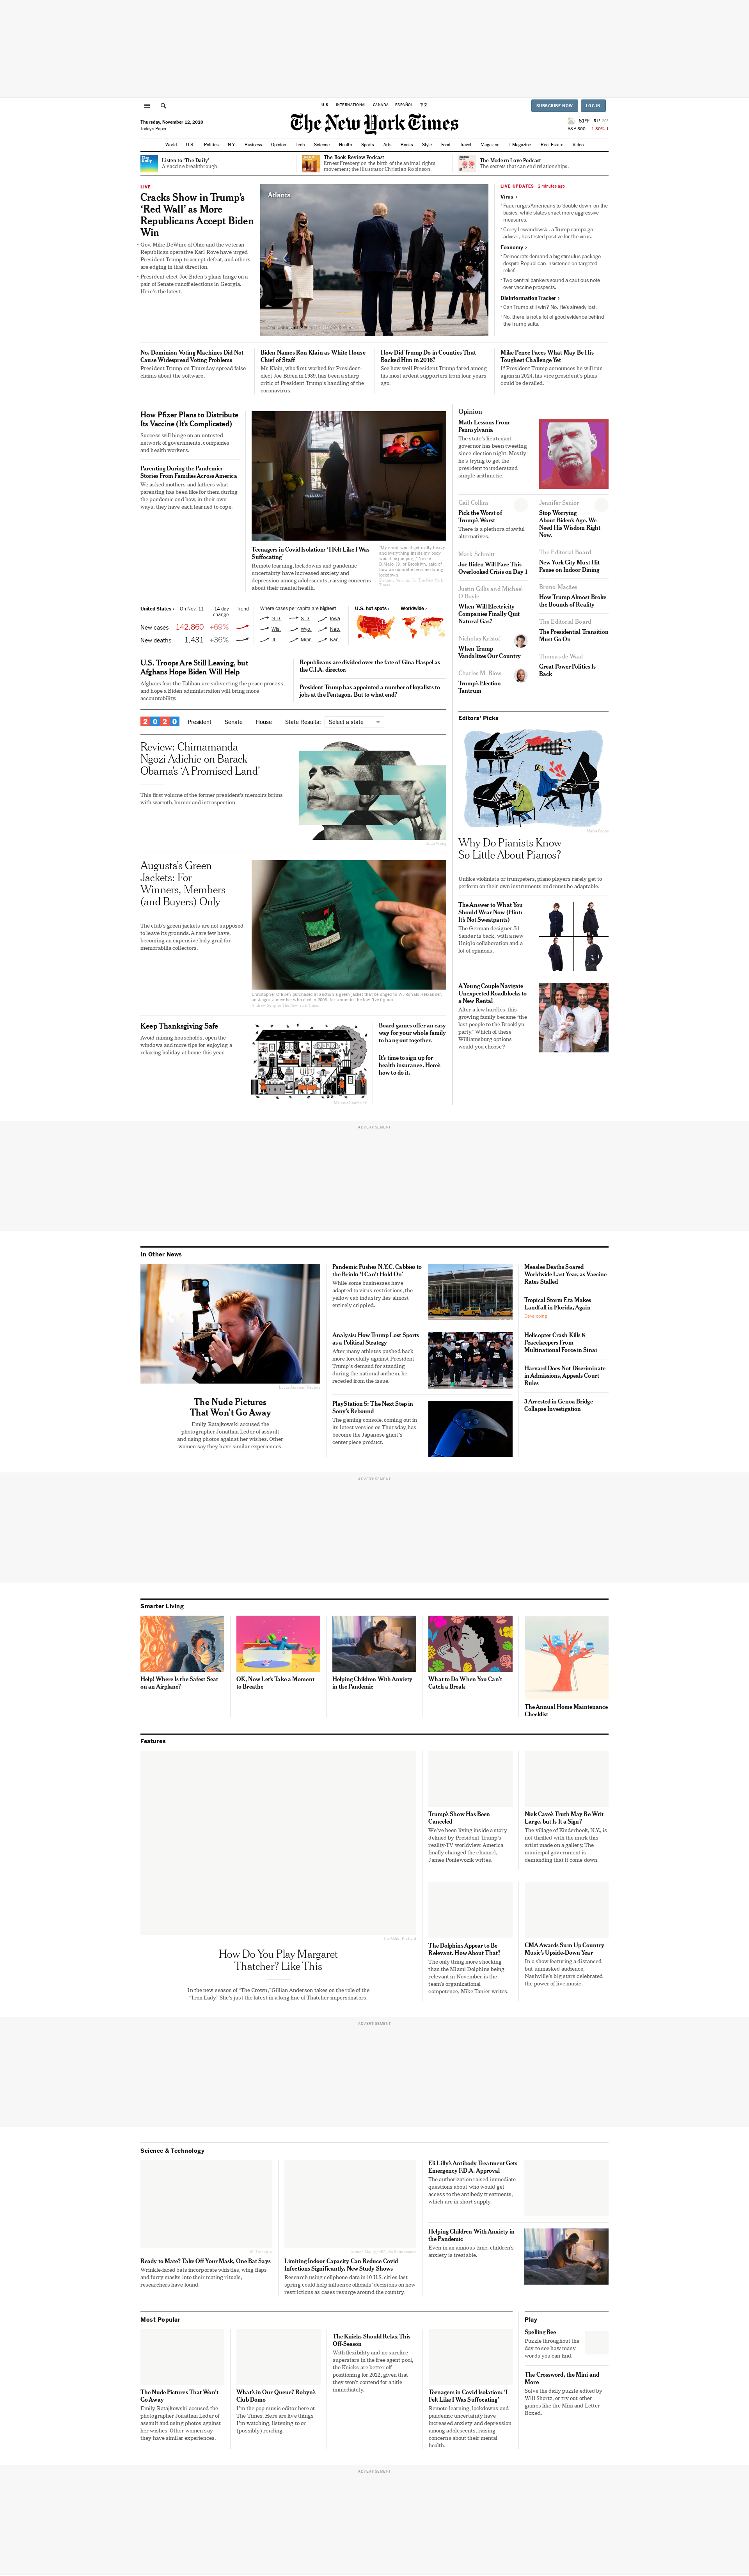 U.S. INTERNATIONAL CANADA ESPAÑOL 中文
SUBSCRIBE NOW LOG IN
Thursday, November 12, 2020
Today's Paper
The New York Times
51°F
S&P 500 -1.30%
World U.S. Politics N.Y. Business Opinion Tech Science Health Sports Arts Books Style Food Travel Magazine T Magazine Real Estate Video
Listen to 'The Daily'
A vaccine breakthrough.
The Book Review Podcast
Ernest Freeberg on the birth of the animal rights
movement; the illustrator Christian Robinson.
The Modern Love Podcast
The secrets that can end relationships.
LIVE
Cracks Show in Trump's
'Red Wall' as More
Republicans Accept Biden
Win
Gov. Mike DeWine of Ohio and the veteran
Republican operative Karl Rove have urged
President Trump to accept defeat, and others
are edging in that direction.
President-elect Joe Biden's plans hinge on a
pair of Senate runoff elections in Georgia.
Here's the latest.
Atlanta
LIVE UPDATES 2 minutes ago
Virus ›
Fauci urges Americans to 'double down' on the
basics, while states enact more aggressive
measures.
Corey Lewandowski, a Trump campaign
adviser, has tested positive for the virus.
Economy ›
Democrats demand a big stimulus package
despite Republican insistence on targeted
relief.
Two central bankers sound a cautious note
over vaccine prospects.
Disinformation Tracker ›
Can Trump still win? No. He's already lost.
No, there is not a lot of good evidence behind
the Trump suits.
No, Dominion Voting Machines Did Not
Cause Widespread Voting Problems
President Trump on Thursday spread false
claims about the software.
Biden Names Ron Klain as White House
Chief of Staff
Mr. Klain, who first worked for President-
elect Joe Biden in 1989, has been a sharp
critic of President Trump's handling of the
coronavirus.
How Did Trump Do in Counties That
Backed Him in 2016?
See how well President Trump fared among
his most ardent supporters from four years
ago.
Mike Pence Faces What May Be His
Toughest Challenge Yet
If President Trump announces he will run
again in 2024, his vice president's plans
could be derailed.
How Pfizer Plans to Distribute
Its Vaccine (It's Complicated)
Success will hinge on an untested
network of governments, companies
and health workers.
Parenting During the Pandemic:
Stories From Families Across America
We asked mothers and fathers what
parenting has been like for them during
the pandemic and how, in their own
ways, they have each learned to cope.
Teenagers in Covid Isolation: 'I Felt Like I Was
Suffocating'
Remote learning, lockdowns and pandemic
uncertainty have increased anxiety and
depression among adolescents, raising concerns
about their mental health.
United States › On Nov. 11 14-day
change Trend
New cases 142,860 +69%
New deaths 1,431 +36%
Where cases per capita are highest
N.D. S.D. Iowa
Wis. Wyo. Neb.
Ill. Minn. Kan.
U.S. hot spots › Worldwide ›
U.S. Troops Are Still Leaving, but
Afghans Hope Biden Will Help
Afghans fear the Taliban are subverting the peace process,
and hope a Biden administration will bring more
accountability.
Republicans are divided over the fate of Gina Haspel as
the C.I.A. director.
President Trump has appointed a number of loyalists to
jobs at the Pentagon. But to what end?
2020 President Senate House State Results: Select a state
Review: Chimamanda
Ngozi Adichie on Barack
Obama's 'A Promised Land'
This first volume of the former president's memoirs brims
with warmth, humor and introspection.
Augusta's Green
Jackets: For
Winners, Members
(and Buyers) Only
The club's green jackets are not supposed
to leave its grounds. A rare few have,
becoming an expensive holy grail for
memorabilia collectors.
Keep Thanksgiving Safe
Avoid mixing households, open the
windows and more tips for enjoying a
relaxing holiday at home this year.
Board games offer an easy
way for your whole family
to hang out together.
It's time to sign up for
health insurance. Here's
how to do it.
Opinion
Math Lessons From
Pennsylvania
The state's lieutenant
governor has been tweeting
since election night. Mostly
he's trying to get the
president to understand
simple arithmetic.
Gail Collins
Pick the Worst of
Trump's Worst
There is a plethora of awful
alternatives.
Mark Schmitt
Joe Biden Will Face This
Overlooked Crisis on Day 1
Justin Gillis and Michael
O'Boyle
When Will Electricity
Companies Finally Quit
Natural Gas?
Nicholas Kristof
When Trump
Vandalizes Our Country
Charles M. Blow
Trump's Election
Tantrum
Jennifer Senior
Stop Worrying
About Biden's Age. We
Need His Wisdom Right
Now.
The Editorial Board
New York City Must Hit
Pause on Indoor Dining
Bruno Maçães
How Trump Almost Broke
the Bounds of Reality
The Editorial Board
The Presidential Transition
Must Go On
Thomas de Waal
Great Power Politics Is
Back
Editors' Picks
Why Do Pianists Know
So Little About Pianos?
Unlike violinists or trumpeters, piano players rarely get to
perform on their own instruments and must be adaptable.
The Answer to What You
Should Wear Now (Hint:
It's Not Sweatpants)
The German designer Jil
Sander is back, with a new
Uniqlo collaboration and a
lot of opinions.
A Young Couple Navigate
Unexpected Roadblocks to
a New Rental
After a few hurdles, this
growing family became "the
last people to the Brooklyn
party." Which of these
Williamsburg options
would you choose?
ADVERTISEMENT
In Other News
The Nude Pictures
That Won't Go Away
Emily Ratajkowski accused the
photographer Jonathan Leder of assault
and using photos against her wishes. Other
women say they have similar experiences.
Pandemic Pushes N.Y.C. Cabbies to
the Brink: 'I Can't Hold On'
While some businesses have
adapted to virus restrictions, the
yellow cab industry lies almost
entirely crippled.
Analysis: How Trump Lost Sports
as a Political Strategy
After many athletes pushed back
more forcefully against President
Trump's demand for standing
during the national anthem, he
receded from the issue.
PlayStation 5: The Next Step in
Sony's Rebound
The gaming console, coming out in
its latest version on Thursday, has
become the Japanese giant's
centerpiece product.
Measles Deaths Soared
Worldwide Last Year, as Vaccine
Rates Stalled
Tropical Storm Eta Makes
Landfall in Florida, Again
Developing
Helicopter Crash Kills 8
Peacekeepers From
Multinational Force in Sinai
Harvard Does Not Discriminate
in Admissions, Appeals Court
Rules
3 Arrested in Genoa Bridge
Collapse Investigation
ADVERTISEMENT
Smarter Living
Help! Where Is the Safest Seat
on an Airplane?
OK, Now Let's Take a Moment
to Breathe
Helping Children With Anxiety
in the Pandemic
What to Do When You Can't
Catch a Break
The Annual Home Maintenance
Checklist
Features
How Do You Play Margaret
Thatcher? Like This
In the new season of "The Crown," Gillian Anderson takes on the role of the
"Iron Lady." She's just the latest in a long line of Thatcher impersonators.
Trump's Show Has Been
Canceled
We've been living inside a story
defined by President Trump's
reality-TV worldview. America
finally changed the channel,
James Poniewozik writes.
Nick Cave's Truth May Be Writ
Large, but Is It a Sign?
The village of Kinderhook, N.Y., is
not thrilled with the mark this
artist made on a gallery. The
municipal government is
demanding that it come down.
The Dolphins Appear to Be
Relevant. How About That?
The only thing more shocking
than the Miami Dolphins being
relevant in November is the
team's organizational
competence, Mike Tanier writes.
CMA Awards Sum Up Country
Music's Upside-Down Year
In a show featuring a distanced
but unmasked audience,
Nashville's big stars celebrated
the power of live music.
ADVERTISEMENT
Science & Technology
Ready to Mate? Take Off Your Mask, One Bat Says
Wrinkle-faced bats incorporate whistles, wing flaps
and furry masks into their mating rituals,
researchers have found.
Limiting Indoor Capacity Can Reduce Covid
Infections Significantly, New Study Shows
Research using cellphone data in 10 U.S. cities last
spring could help influence officials' decisions on new
restrictions as cases resurge around the country.
Eli Lilly's Antibody Treatment Gets
Emergency F.D.A. Approval
The authorization raised immediate
questions about who would get
access to the antibody treatments,
which are in short supply.
Helping Children With Anxiety in
the Pandemic
Even in an anxious time, children's
anxiety is treatable.
Most Popular
The Nude Pictures That Won't
Go Away
Emily Ratajkowski accused the
photographer Jonathan Leder of
assault and using photos against
her wishes. Other women say
they have similar experiences.
What's in Our Queue? Robyn's
Club Domo
I'm the pop music editor here at
The Times. Here are five things
I'm watching, listening to or
(possibly) reading.
The Knicks Should Relax This
Off-Season
With flexibility and no surefire
superstars in the free agent pool,
the Knicks are better off
positioning for 2022, given that
they won't contend for a title
immediately.
Teenagers in Covid Isolation: 'I
Felt Like I Was Suffocating'
Remote learning, lockdowns and
pandemic uncertainty have
increased anxiety and depression
among adolescents, raising
concerns about their mental
health.
Play
Spelling Bee
Puzzle throughout the
day to see how many
words you can find.
The Crossword, the Mini and
More
Solve the daily puzzle edited by
Will Shortz, or try out other
games like the Mini and Letter
Boxed.
ADVERTISEMENT